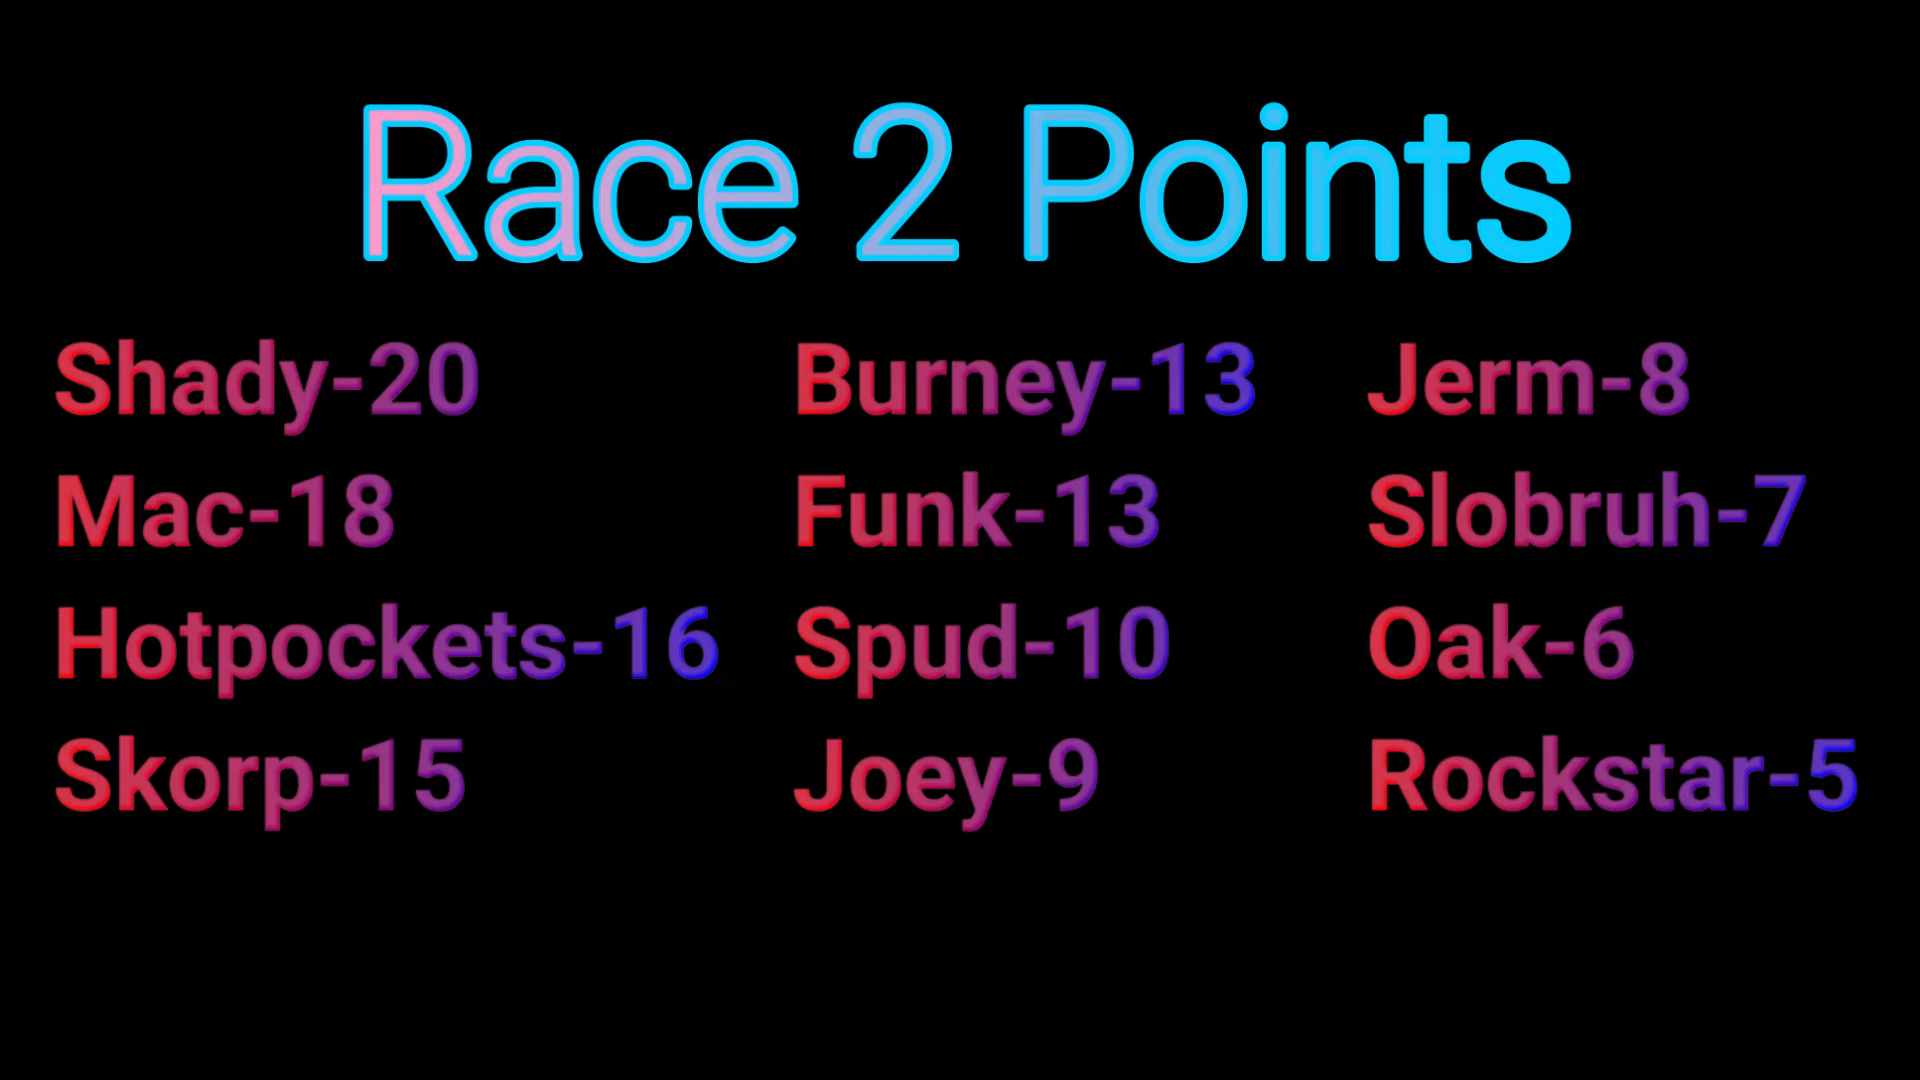 Race 2 Points
Shady-20
Mac-18
Hotpockets-16
Skorp-15
Burney-13
Funk-13
Spud-10
Joey-9
Jerm-8
Slobruh-7
Oak-6
Rockstar-5